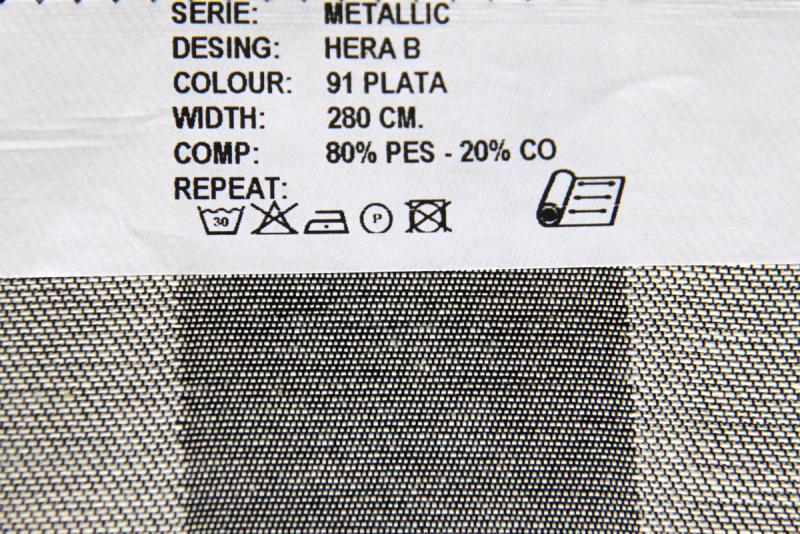 SERIE: METALLIC
DESING: HERA B
COLOUR: 91 PLATA
WIDTH: 280 CM.
COMP: 80% PES - 20% CO
REPEAT:
30 P